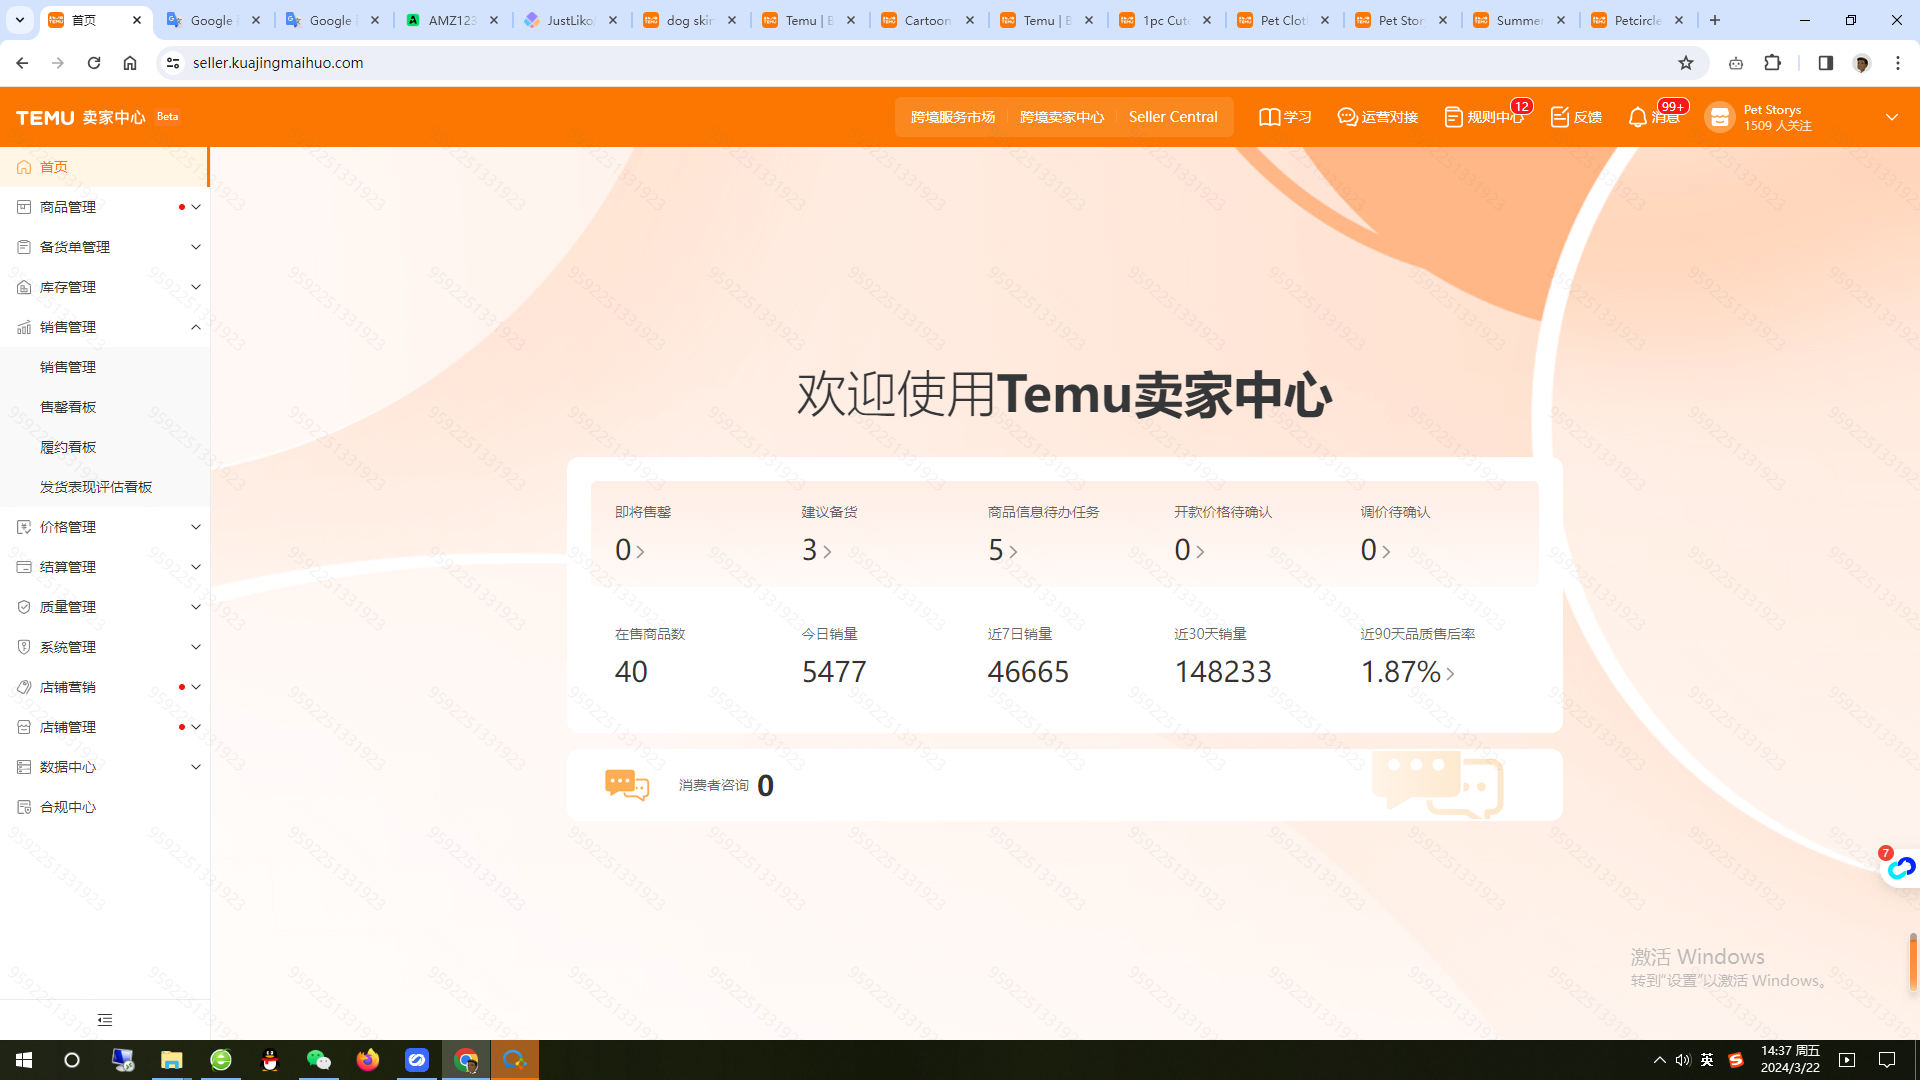 首页
Google
Google
AMZ123
JustLiko
dog skin
Temu | B
Cartoon
Temu | B
1pc Cut
Pet Clot
Pet Stor
Summer
Petcircle
seller.kuajingmaihuo.com
TEMU 卖家中心 Beta
跨境服务市场
跨境卖家中心
Seller Central
学习
运营对接
规则中心
12
反馈
消息
99+
Pet Storys
1509 人关注
首页
商品管理
备货单管理
库存管理
销售管理
销售管理
售罄看板
履约看板
发货表现评估看板
价格管理
结算管理
质量管理
系统管理
店铺营销
店铺管理
数据中心
合规中心
欢迎使用Temu卖家中心
即将售罄
建议备货
商品信息待办任务
开款价格待确认
调价待确认
0
3
5
0
0
在售商品数
今日销量
近7日销量
近30天销量
近90天品质售后率
40
5477
46665
148233
1.87%
消费者咨询 0
7
激活 Windows
转到"设置"以激活 Windows。
959225133​1923
英
14:37 周五
2024/3/22